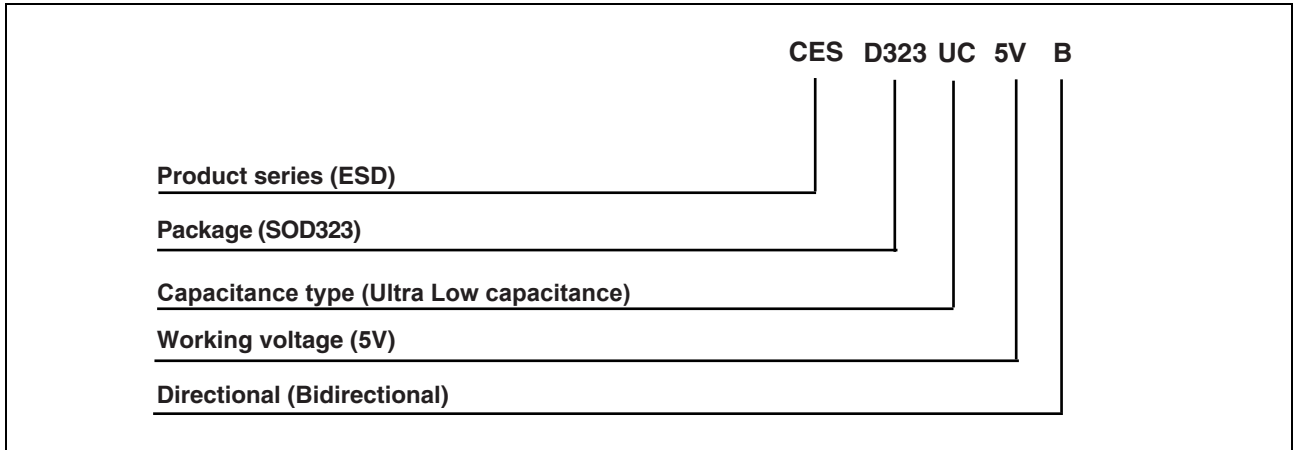 CES D323 UC 5V B
Product series (ESD)
Package (SOD323)
Capacitance type (Ultra Low capacitance)
Working voltage (5V)
Directional (Bidirectional)